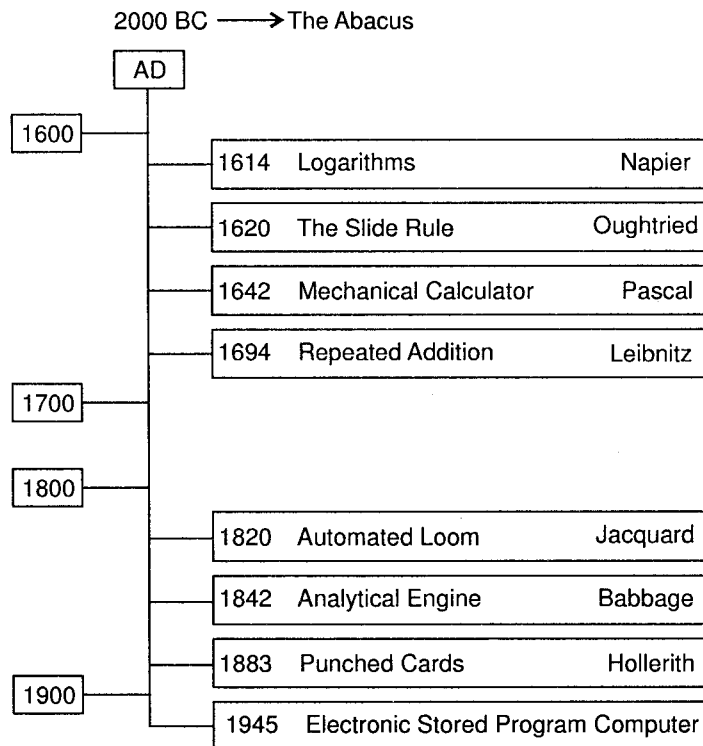 2000 BC → The Abacus
AD
1600
1614 Logarithms Napier
1620 The Slide Rule Oughtried
1642 Mechanical Calculator Pascal
1694 Repeated Addition Leibnitz
1700
1800
1820 Automated Loom Jacquard
1842 Analytical Engine Babbage
1883 Punched Cards Hollerith
1900
1945 Electronic Stored Program Computer